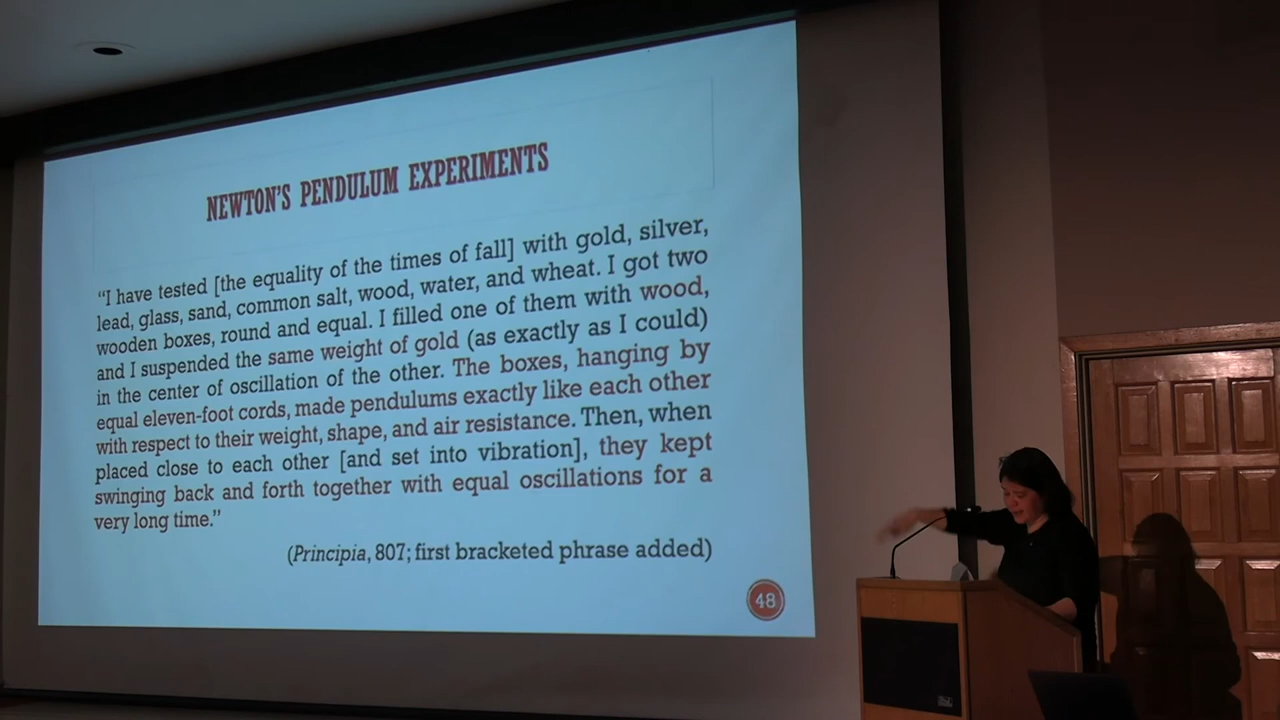 NEWTON'S PENDULUM EXPERIMENTS
“I have tested [the equality of the times of fall] with gold, silver,
lead, glass, sand, common salt, wood, water, and wheat. I got two
wooden boxes, round and equal. I filled one of them with wood,
and I suspended the same weight of gold (as exactly as I could)
in the center of oscillation of the other. The boxes, hanging by
equal eleven-foot cords, made pendulums exactly like each other
with respect to their weight, shape, and air resistance. Then, when
placed close to each other [and set into vibration], they kept
swinging back and forth together with equal oscillations for a
very long time.”
(Principia, 807; first bracketed phrase added)
48